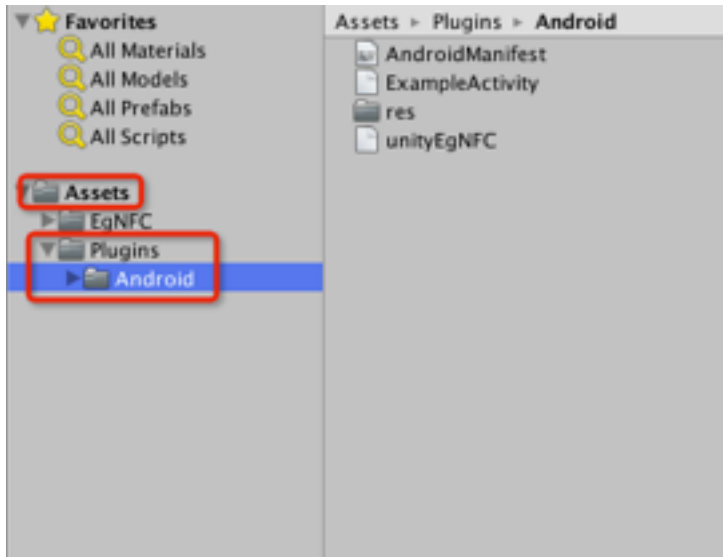 Favorites
All Materials
All Models
All Prefabs
All Scripts
Assets
EgNFC
Plugins
Android
Assets ▸ Plugins ▸ Android
AndroidManifest
ExampleActivity
res
unityEgNFC